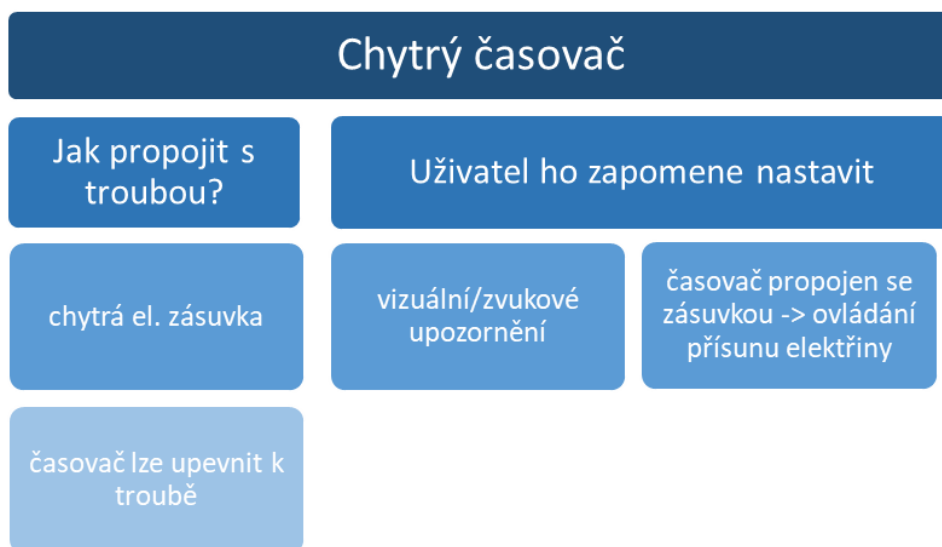 Chytrý časovač
Jak propojit s
troubou?
Uživatel ho zapomene nastavit
chytrá el. zásuvka
vizuální/zvukové
upozornění
časovač propojen se
zásuvkou -> ovládání
přísunu elektřiny
časovač lze upevnit k
troubě